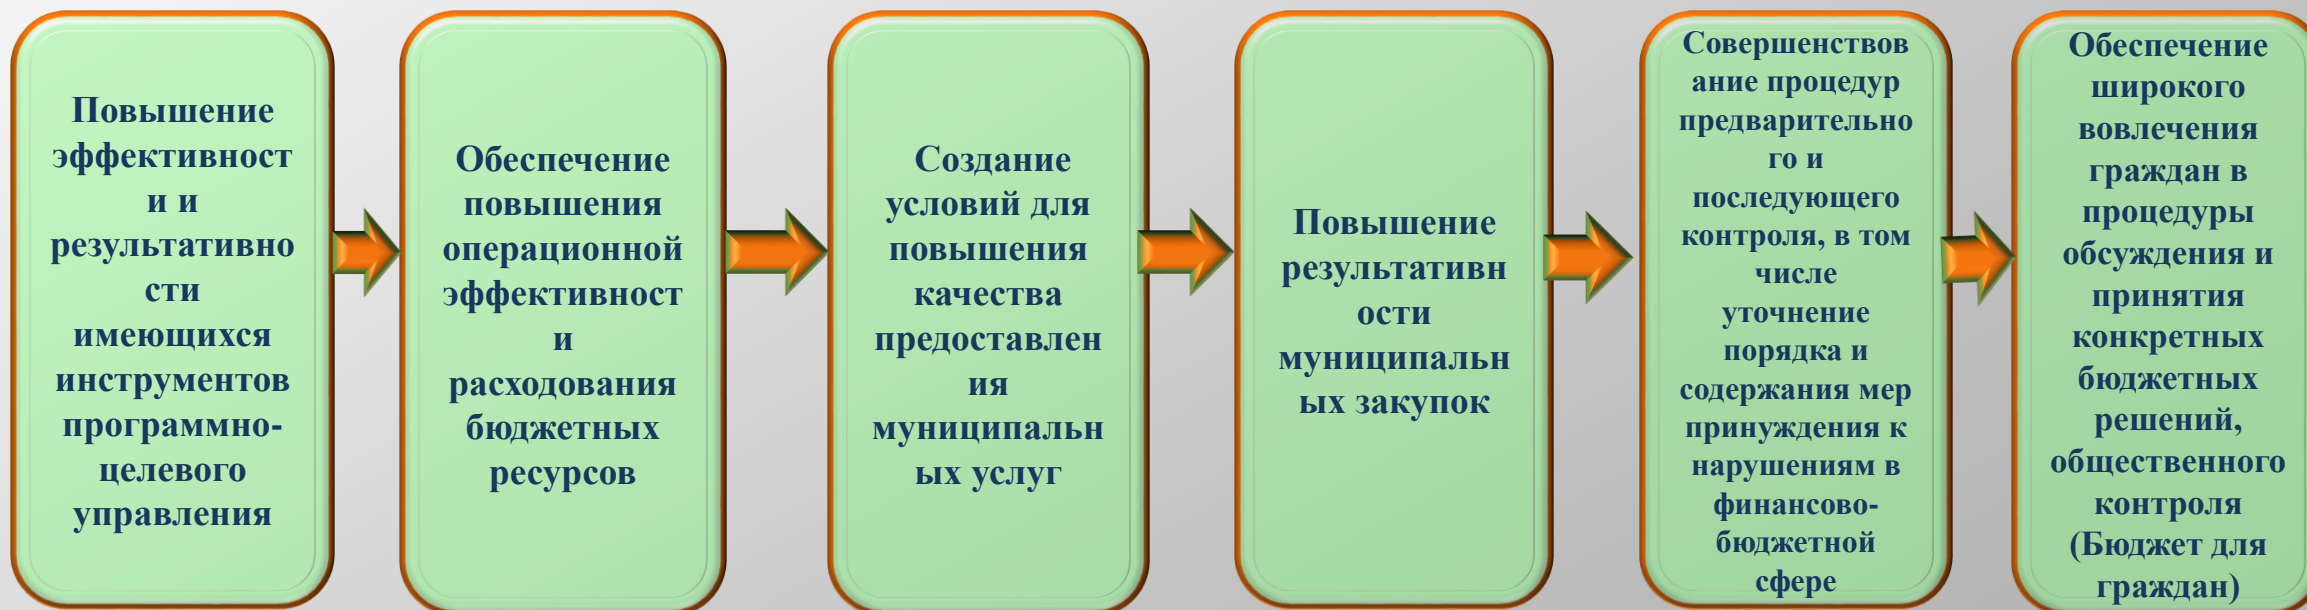 Повышение
эффективност
и и
результативно
сти
имеющихся
инструментов
программно-
целевого
управления
Обеспечение
повышения
операционной
эффективност
и
расходования
бюджетных
ресурсов
Создание
условий для
повышения
качества
предоставлен
ия
муниципальн
ых услуг
Повышение
результативн
ости
муниципальн
ых закупок
Совершенствов
ание процедур
предварительно
го и
последующего
контроля, в том
числе
уточнение
порядка и
содержания мер
принуждения к
нарушениям в
финансово-
бюджетной
сфере
Обеспечение
широкого
вовлечения
граждан в
процедуры
обсуждения и
принятия
конкретных
бюджетных
решений,
общественного
контроля
(Бюджет для
граждан)